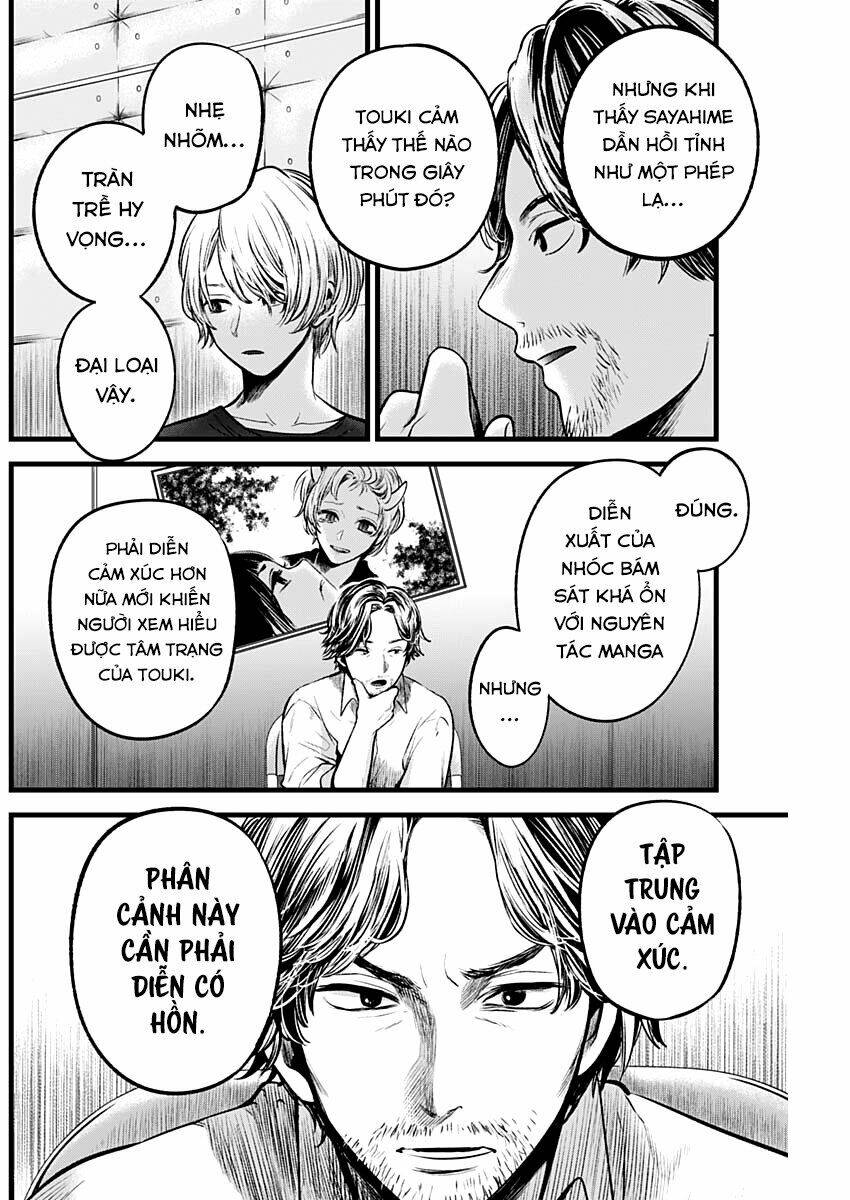 NHƯNG KHI
THẤY SAYAHIME
DẦN HỒI TỈNH
NHƯ MỘT PHÉP
LẠ...
TOUKI CẢM
THẤY THẾ NÀO
TRONG GIÂY
PHÚT ĐÓ?
NHẸ
NHÕM...
TRÀN
TRỀ HY
VỌNG...
ĐẠI LOẠI
VẬY.
ĐÚNG.
DIỄN
XUẤT CỦA
NHÓC BÁM
SÁT KHÁ ỔN
VỚI NGUYÊN
TÁC MANGA
NHƯNG
...
PHẢI DIỄN
CẢM XÚC HƠN
NỮA MỚI KHIẾN
NGƯỜI XEM HIỂU
ĐƯỢC TÂM TRẠNG
CỦA TOUKI.
TẬP
TRUNG
VÀO CẢM
XÚC.
PHÂN
CẢNH NÀY
CẦN PHẢI
DIỄN CÓ
HỒN.